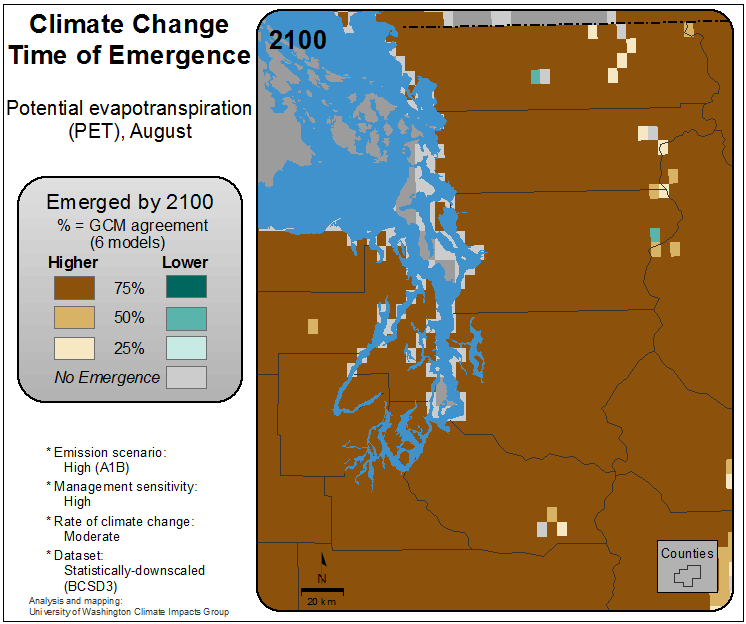 Climate Change
Time of Emergence
Potential evapotranspiration
(PET), August
Emerged by 2100
% = GCM agreement
(6 models)
Higher Lower
75%
50%
25%
No Emergence
* Emission scenario:
High (A1B)
* Management sensitivity:
High
* Rate of climate change:
Moderate
* Dataset:
Statistically-downscaled
(BCSD3)
Analysis and mapping:
University of Washington Climate Impacts Group
2100
N
20 km
Counties